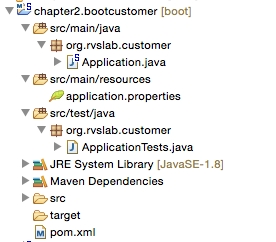 chapter2.bootcustomer [boot]
src/main/java
org.rvslab.customer
Application.java
src/main/resources
application.properties
src/test/java
org.rvslab.customer
ApplicationTests.java
JRE System Library [JavaSE-1.8]
Maven Dependencies
src
target
pom.xml